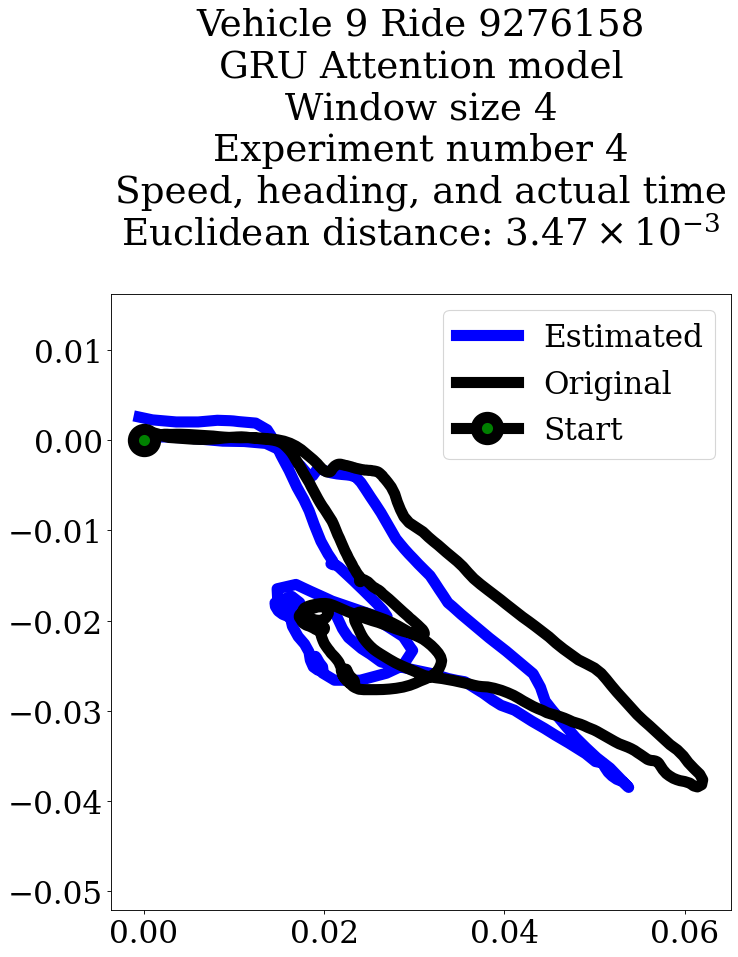 Vehicle 9 Ride 9276158
GRU Attention model
Window size 4
Experiment number 4
Speed, heading, and actual time
Euclidean distance: 3.47 × 10⁻³
Estimated
Original
Start
0.01
0.00
−0.01
−0.02
−0.03
−0.04
−0.05
0.00 0.02 0.04 0.06